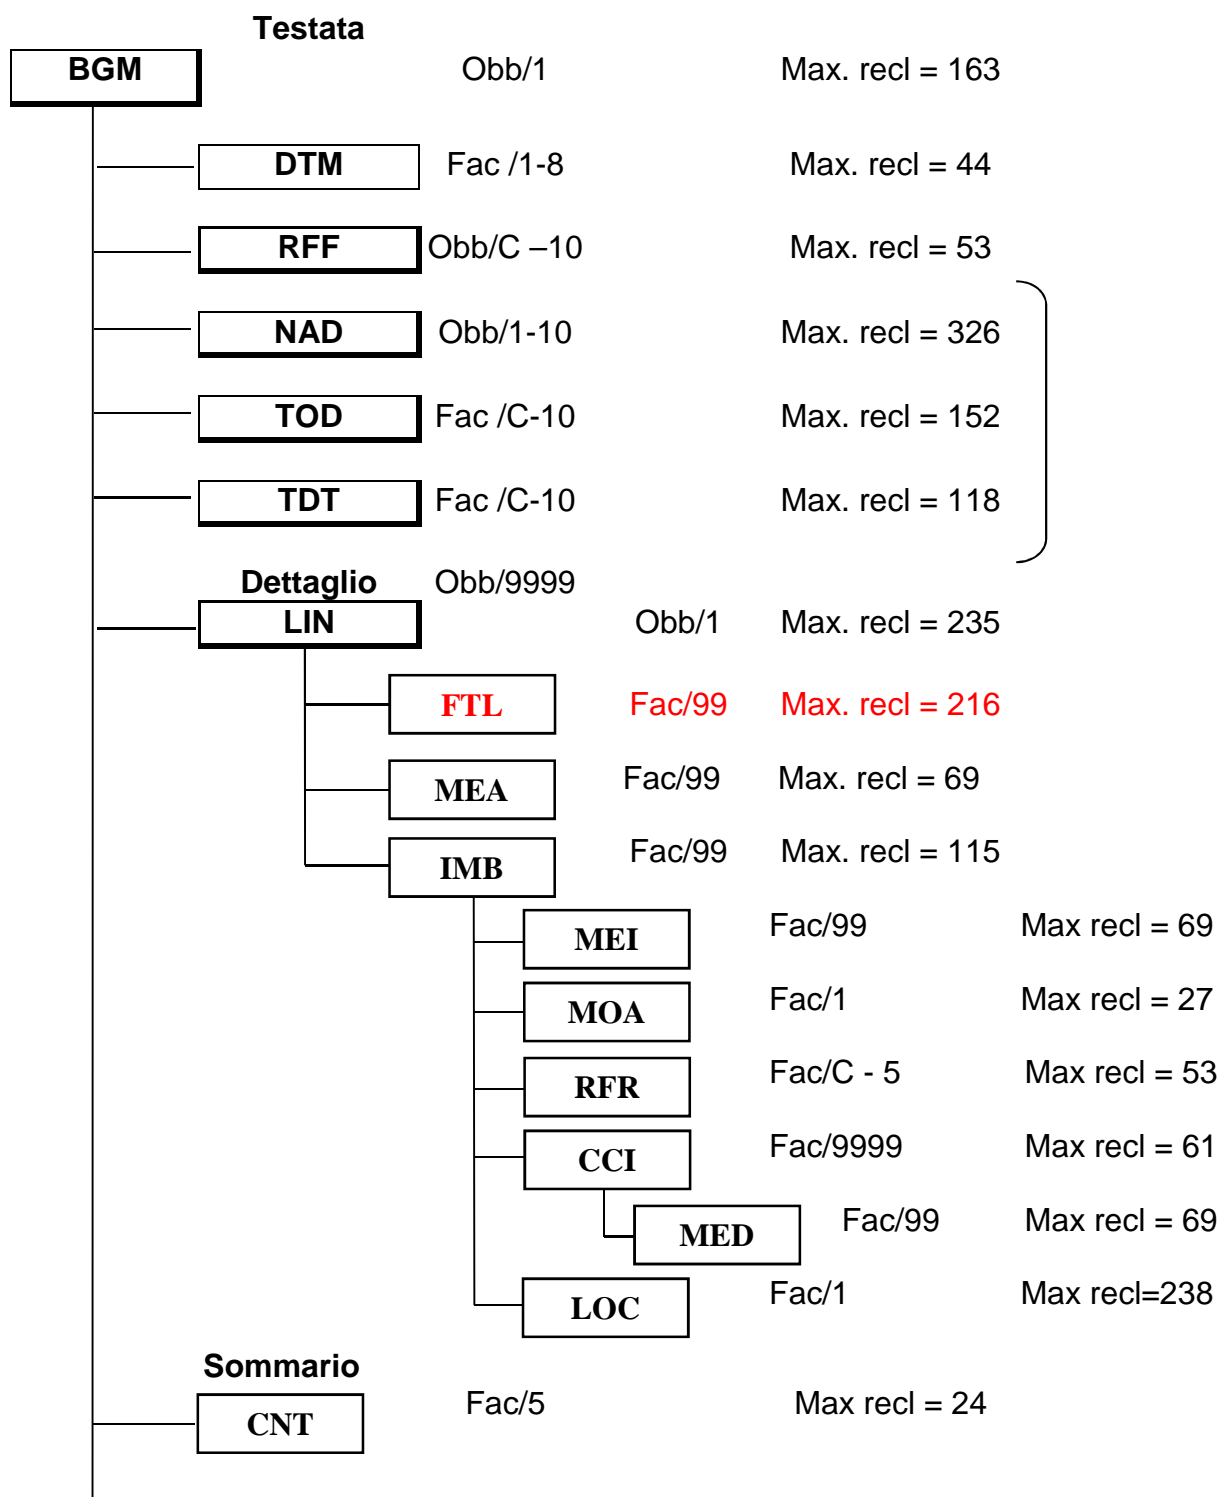 Testata
BGM Obb/1 Max. recl = 163
DTM Fac /1-8 Max. recl = 44
RFF Obb/C –10 Max. recl = 53
NAD Obb/1-10 Max. recl = 326
TOD Fac /C-10 Max. recl = 152
TDT Fac /C-10 Max. recl = 118
Dettaglio Obb/9999
LIN Obb/1 Max. recl = 235
FTL Fac/99 Max. recl = 216
MEA Fac/99 Max. recl = 69
IMB Fac/99 Max. recl = 115
MEI Fac/99 Max recl = 69
MOA Fac/1 Max recl = 27
RFR Fac/C - 5 Max recl = 53
CCI Fac/9999 Max recl = 61
MED Fac/99 Max recl = 69
LOC Fac/1 Max recl=238
Sommario
CNT Fac/5 Max recl = 24